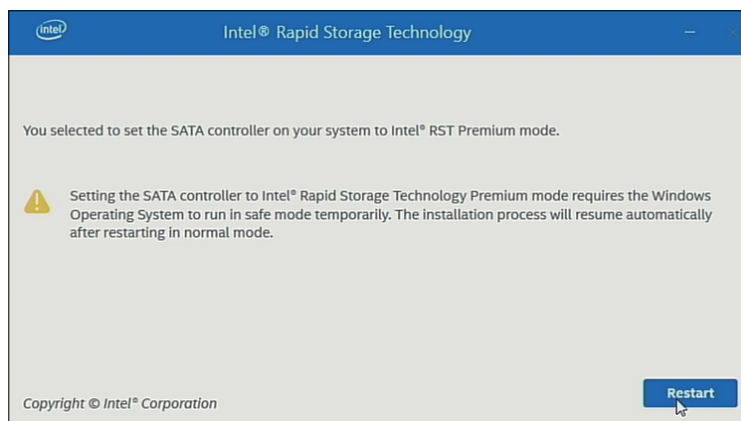 intel
Intel® Rapid Storage Technology
You selected to set the SATA controller on your system to Intel® RST Premium mode.
Setting the SATA controller to Intel® Rapid Storage Technology Premium mode requires the Windows
Operating System to run in safe mode temporarily. The installation process will resume automatically
after restarting in normal mode.
Restart
Copyright © Intel® Corporation